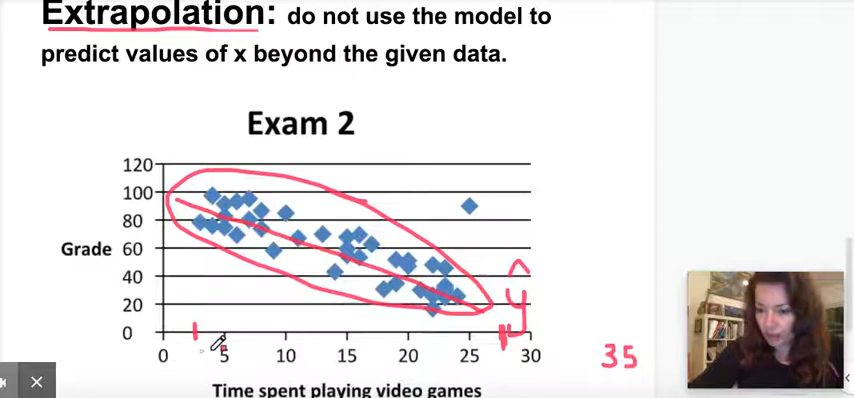 Extrapolation: do not use the model to
predict values of x beyond the given data.
Exam 2
120
100
80
Grade 60
40
20
0
0 5 10 15 20 25 30
ŷ
35
Time spent playing video games